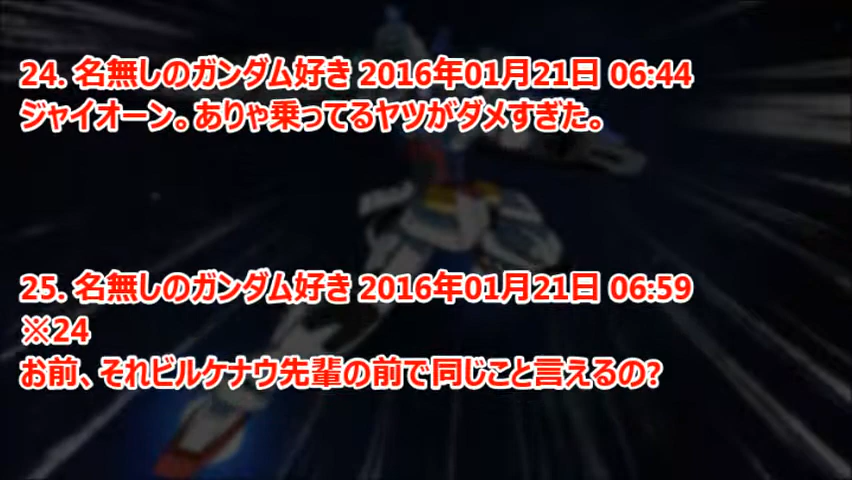 24. 名無しのガンダム好き 2016年01月21日 06:44
ジャイオーン。ありゃ乗ってるヤツがダメすぎた。
25. 名無しのガンダム好き 2016年01月21日 06:59
※24
お前、それビルケナウ先輩の前で同じこと言えるの?